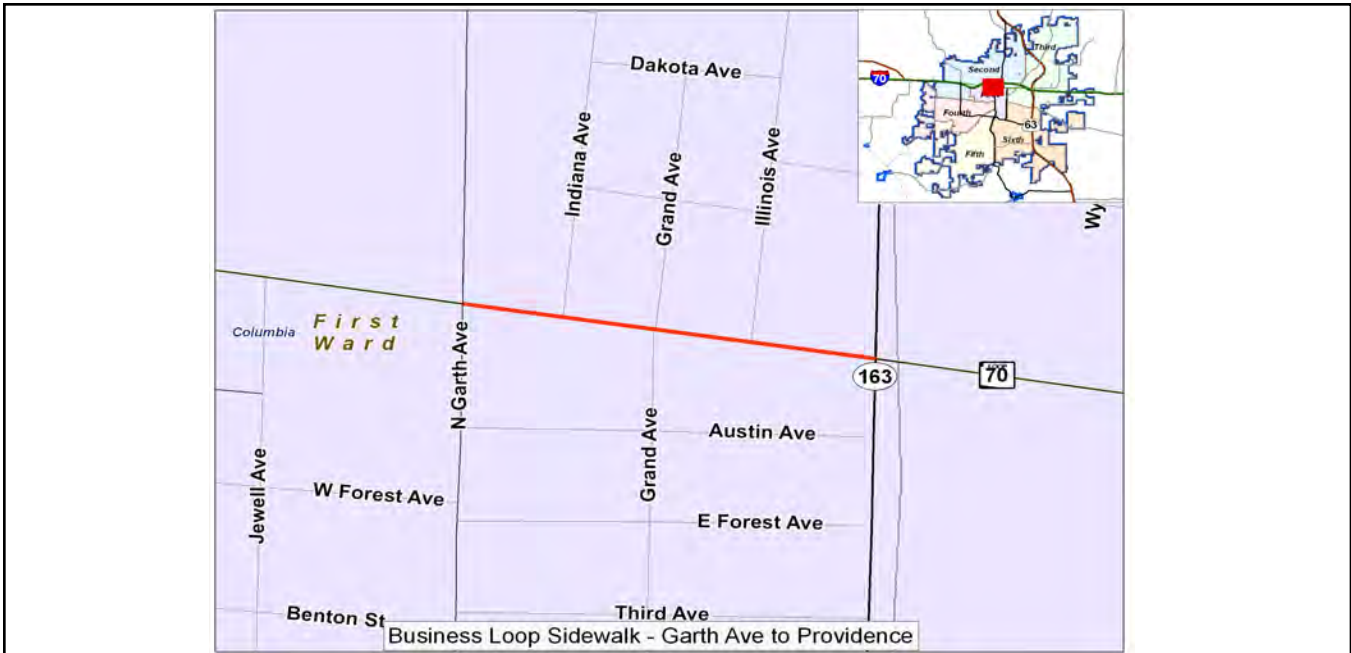 Dakota Ave
Indiana Ave
Grand Ave
Illinois Ave
Third
Second
70
Fourth
63
Sixth
Fifth
Wy
Columbia
First
Ward
N Garth Ave
163
70
Austin Ave
Grand Ave
Jewell Ave
W Forest Ave
E Forest Ave
Benton St
Third Ave
Business Loop Sidewalk - Garth Ave to Providence